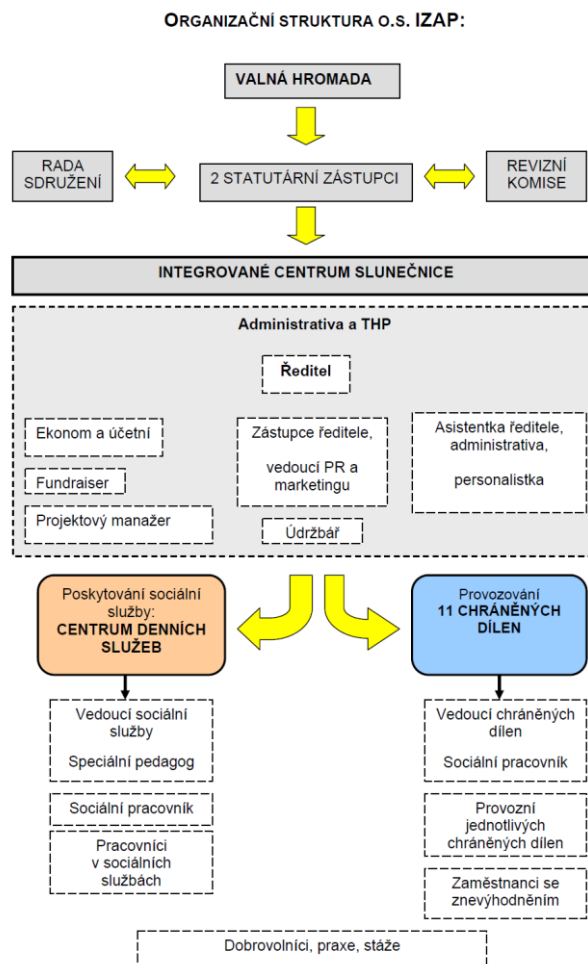 ORGANIZAČNÍ STRUKTURA O.S. IZAP:
VALNÁ HROMADA
RADA
SDRUŽENÍ
2 STATUTÁRNÍ ZÁSTUPCI
REVIZNÍ
KOMISE
INTEGROVANÉ CENTRUM SLUNEČNICE
Administrativa a THP
Ředitel
Ekonom a účetní
Fundraiser
Projektový manažer
Zástupce ředitele,
vedoucí PR a
marketingu
Údržbář
Asistentka ředitele,
administrativa,
personalistka
Poskytování sociální
služby:
CENTRUM DENNÍCH
SLUŽEB
Provozování
11 CHRÁNĚNÝCH
DÍLEN
Vedoucí sociální
služby
Speciální pedagog
Sociální pracovník
Pracovníci
v sociálních
službách
Vedoucí chráněných
dílen
Sociální pracovník
Provozní
jednotlivých
chráněných dílen
Zaměstnanci se
znevýhodněním
Dobrovolníci, praxe, stáže